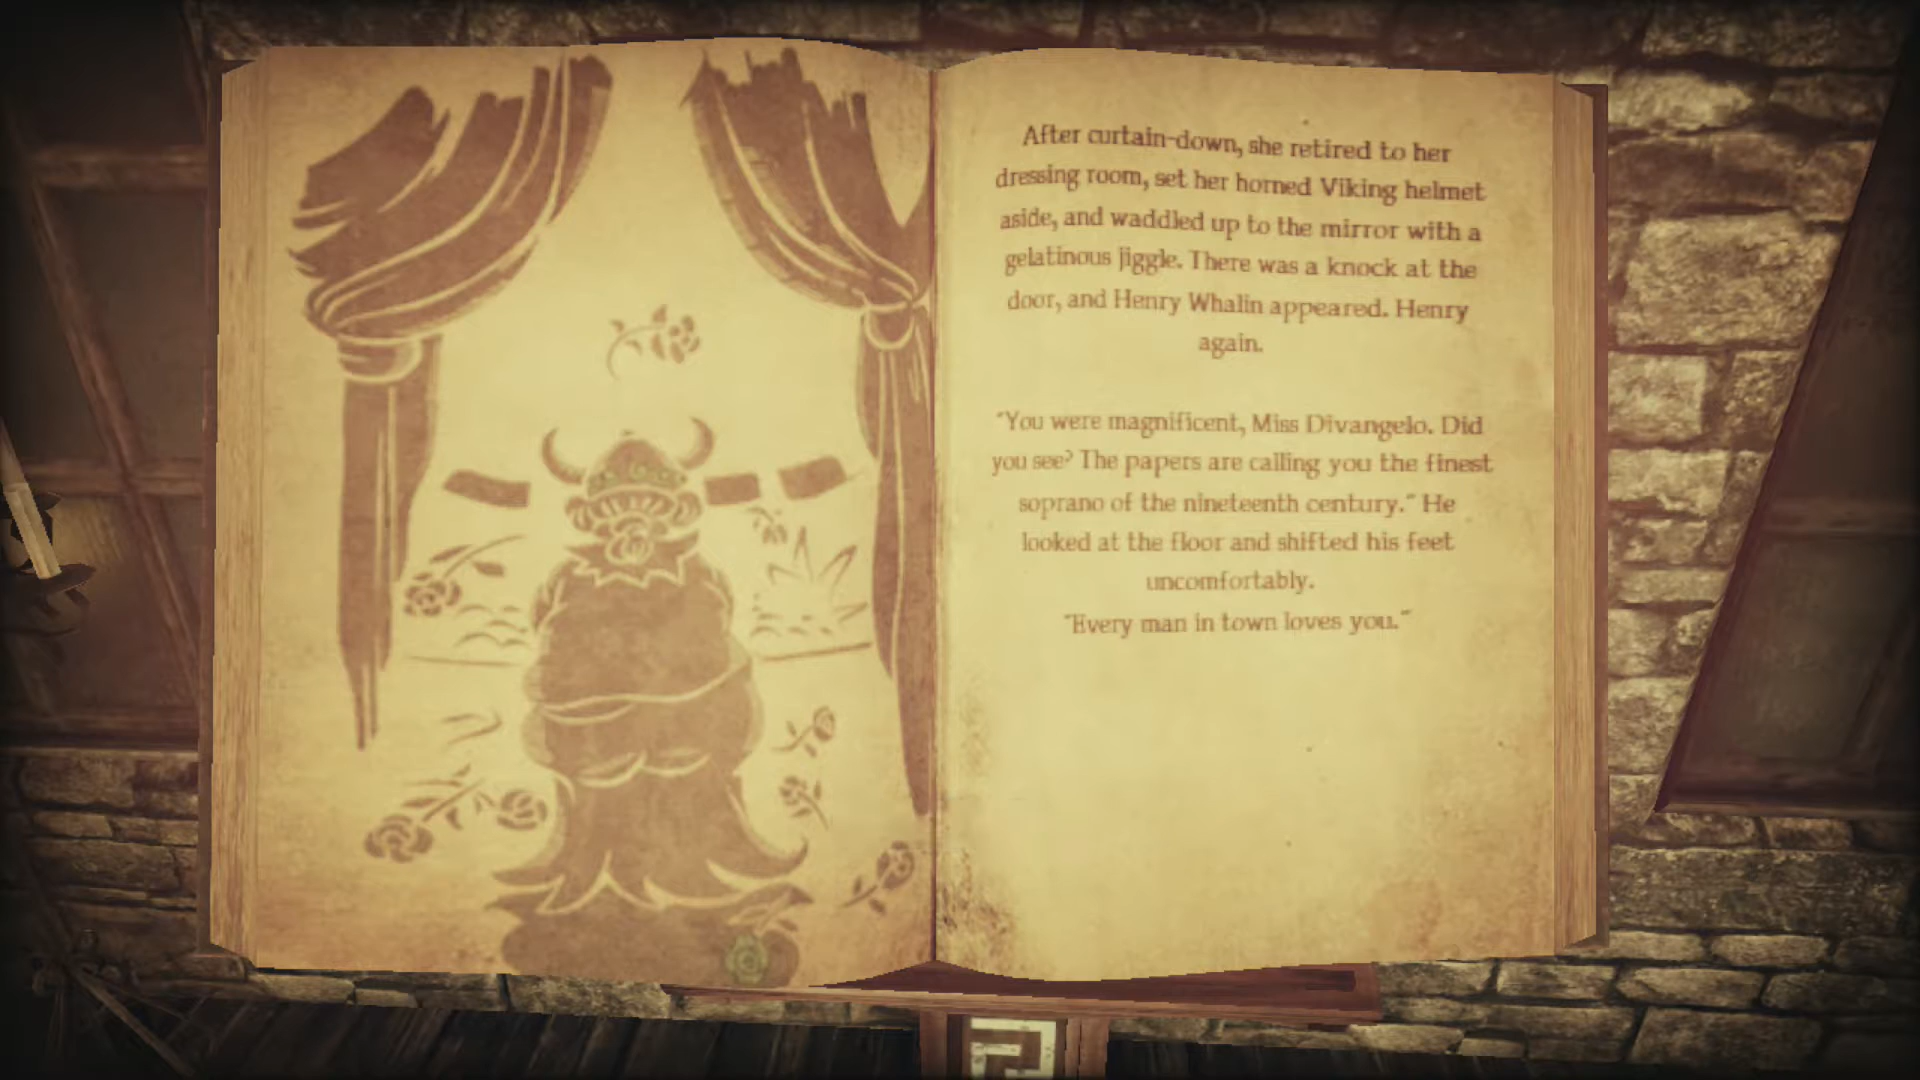 After curtain-down, she retired to her
dressing room, set her horned Viking helmet
aside, and waddled up to the mirror with a
gelatinous jiggle. There was a knock at the
door, and Henry Whalin appeared. Henry
again.
"You were magnificent, Miss Divangelo. Did
you see? The papers are calling you the finest
soprano of the nineteenth century." He
looked at the floor and shifted his feet
uncomfortably.
"Every man in town loves you."